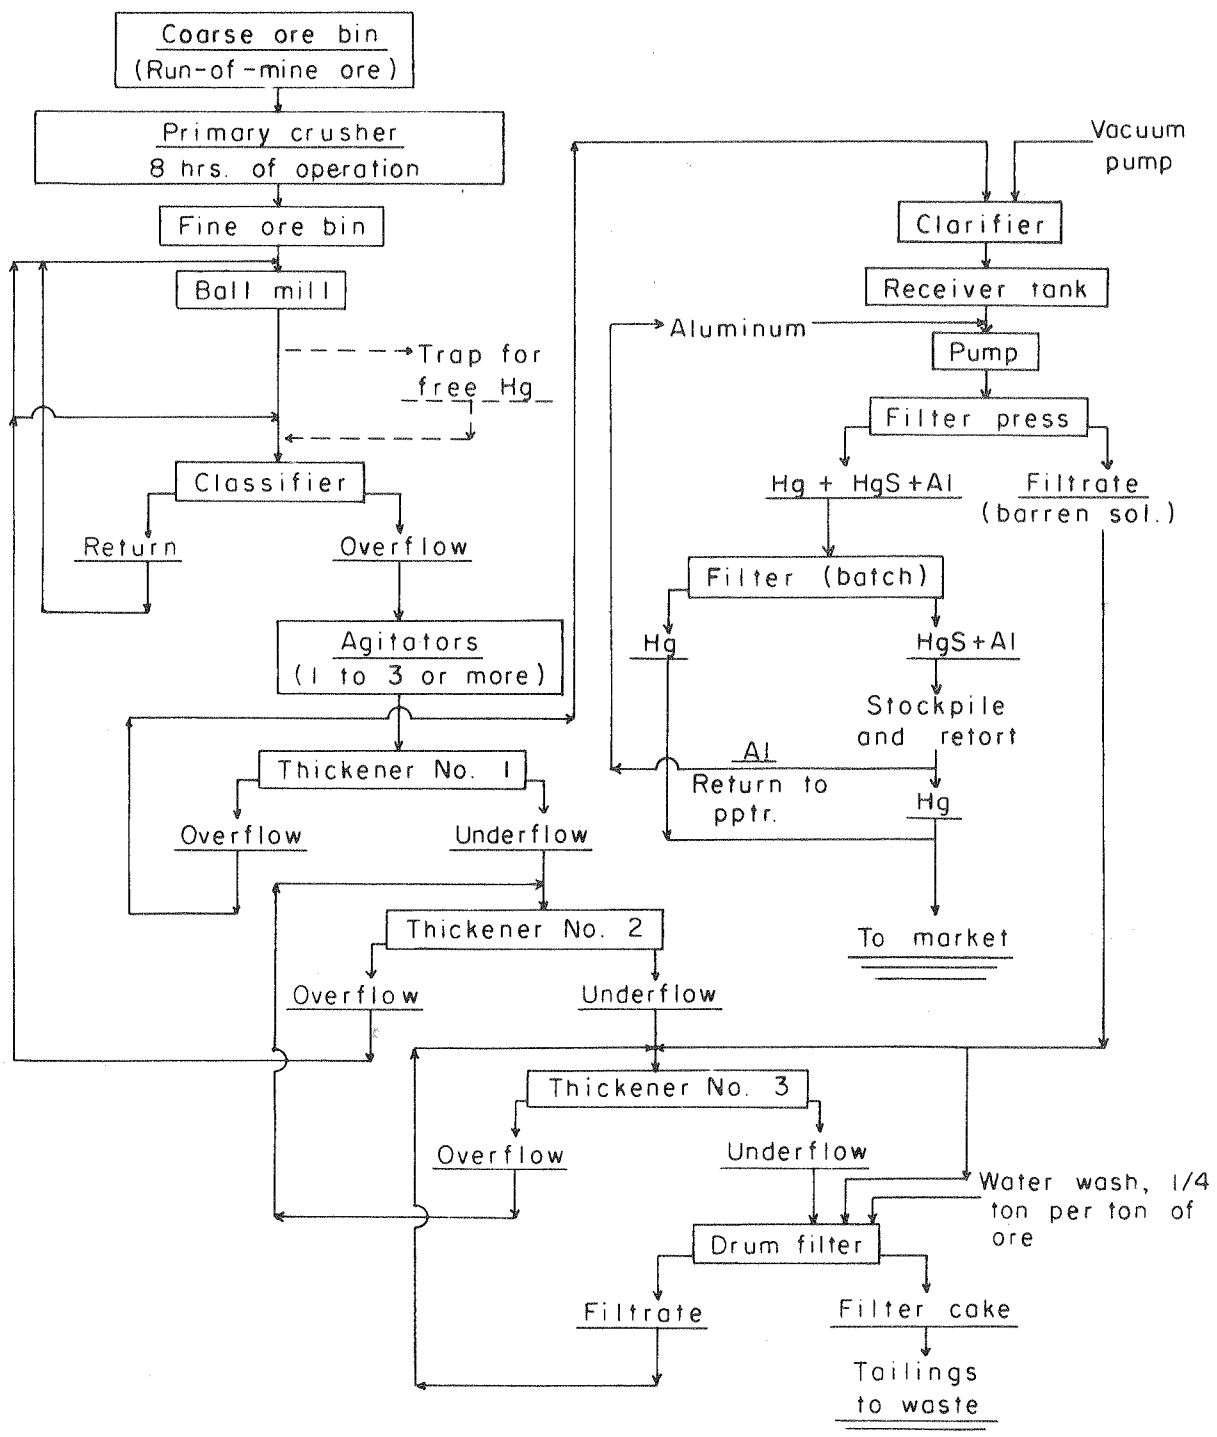 Coarse ore bin
(Run-of-mine ore)
Primary crusher
8 hrs. of operation
Fine ore bin
Ball mill
Trap for
free Hg
Classifier
Return
Overflow
Agitators
(1 to 3 or more)
Thickener No. 1
Overflow
Underflow
Thickener No. 2
Overflow
Underflow
Thickener No. 3
Overflow
Underflow
Water wash, 1/4
ton per ton of
ore
Drum filter
Filtrate
Filter cake
Tailings
to waste
Vacuum
pump
Clarifier
Receiver tank
Aluminum
Pump
Filter press
Hg + HgS+Al
Filtrate
(barren sol.)
Filter (batch)
Hg
HgS+Al
Stockpile
and retort
Al
Return to
pptr.
Hg
To market